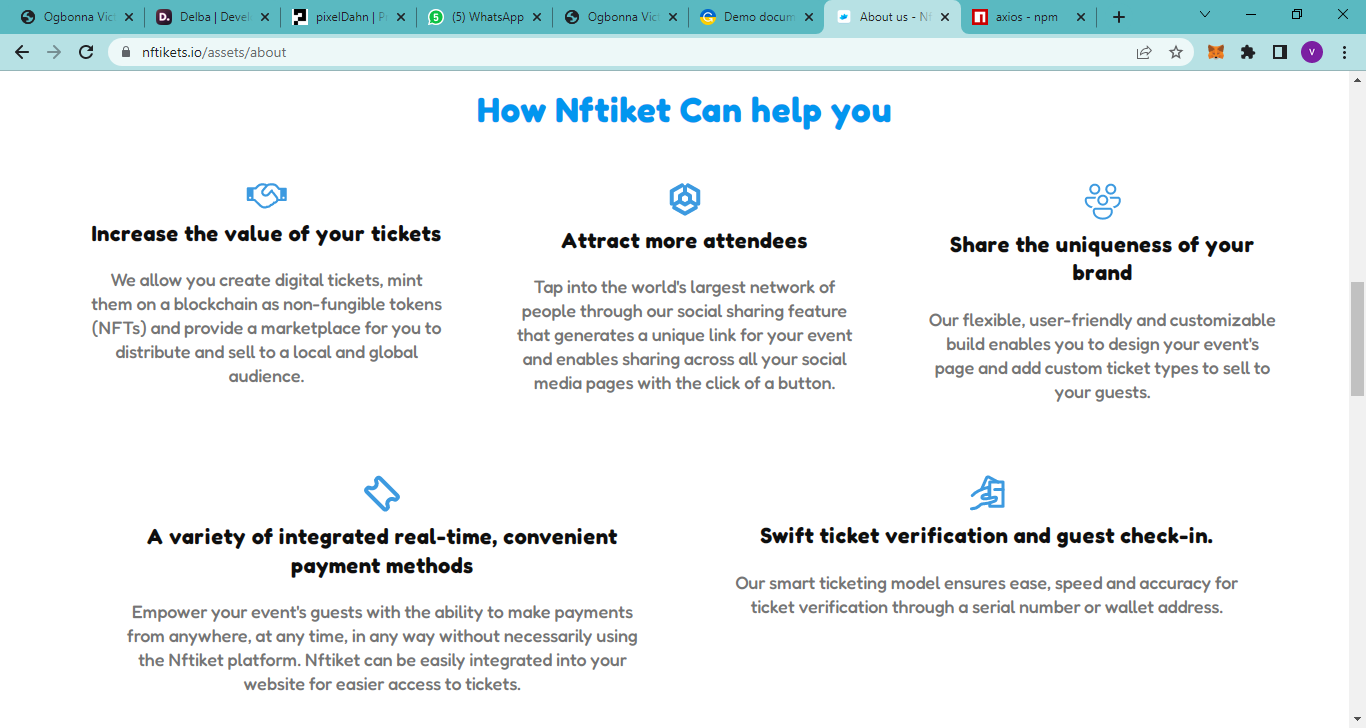 Ogbonna Vict
Delba | Devel
pixelDahn | P
(5) WhatsApp
Ogbonna Vict
Demo docum
About us - Nf
axios - npm
nftikets.io/assets/about
V
How Nftiket Can help you
Increase the value of your tickets
We allow you create digital tickets, mint
them on a blockchain as non-fungible tokens
(NFTs) and provide a marketplace for you to
distribute and sell to a local and global
audience.
Attract more attendees
Tap into the world's largest network of
people through our social sharing feature
that generates a unique link for your event
and enables sharing across all your social
media pages with the click of a button.
Share the uniqueness of your
brand
Our flexible, user-friendly and customizable
build enables you to design your event's
page and add custom ticket types to sell to
your guests.
A variety of integrated real-time, convenient
payment methods
Empower your event's guests with the ability to make payments
from anywhere, at any time, in any way without necessarily using
the Nftiket platform. Nftiket can be easily integrated into your
website for easier access to tickets.
Swift ticket verification and guest check-in.
Our smart ticketing model ensures ease, speed and accuracy for
ticket verification through a serial number or wallet address.